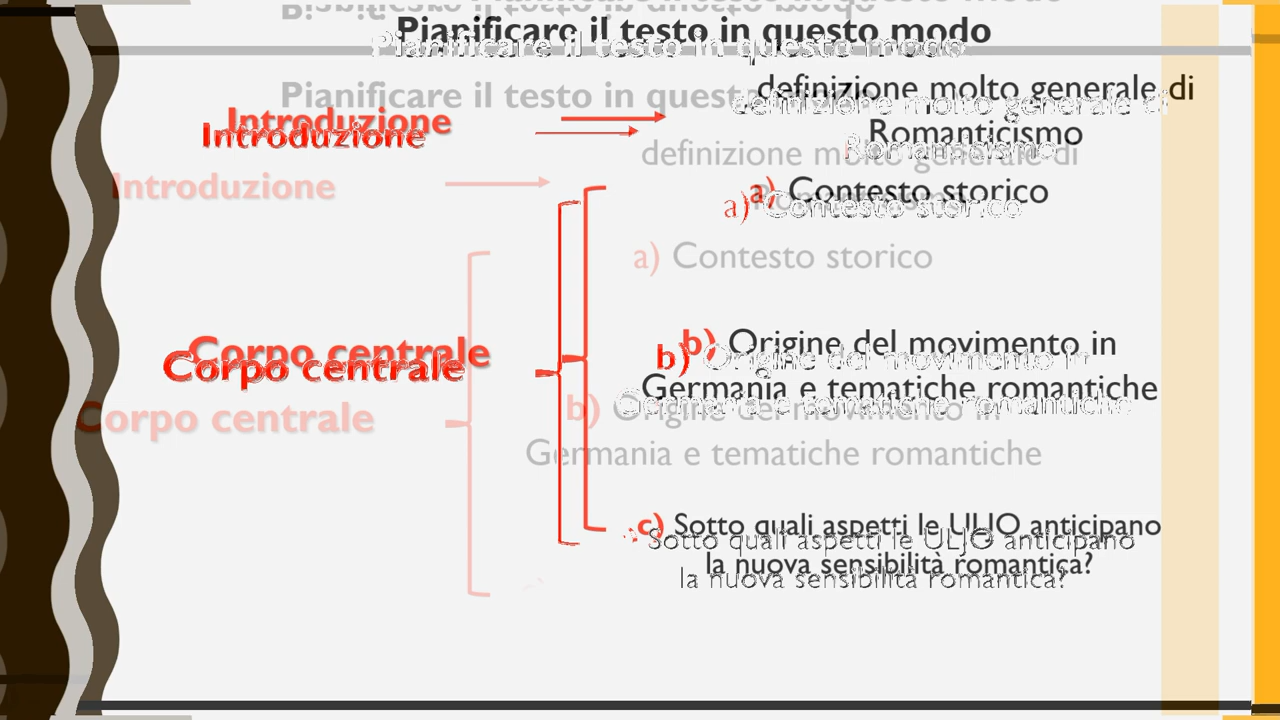 Pianificare il testo in questo modo
Introduzione
definizione molto generale di
Romanticismo
a) Contesto storico
Corpo centrale
b) Origine del movimento in
Germania e tematiche romantiche
c) Sotto quali aspetti le ULJO anticipano
la nuova sensibilità romantica?